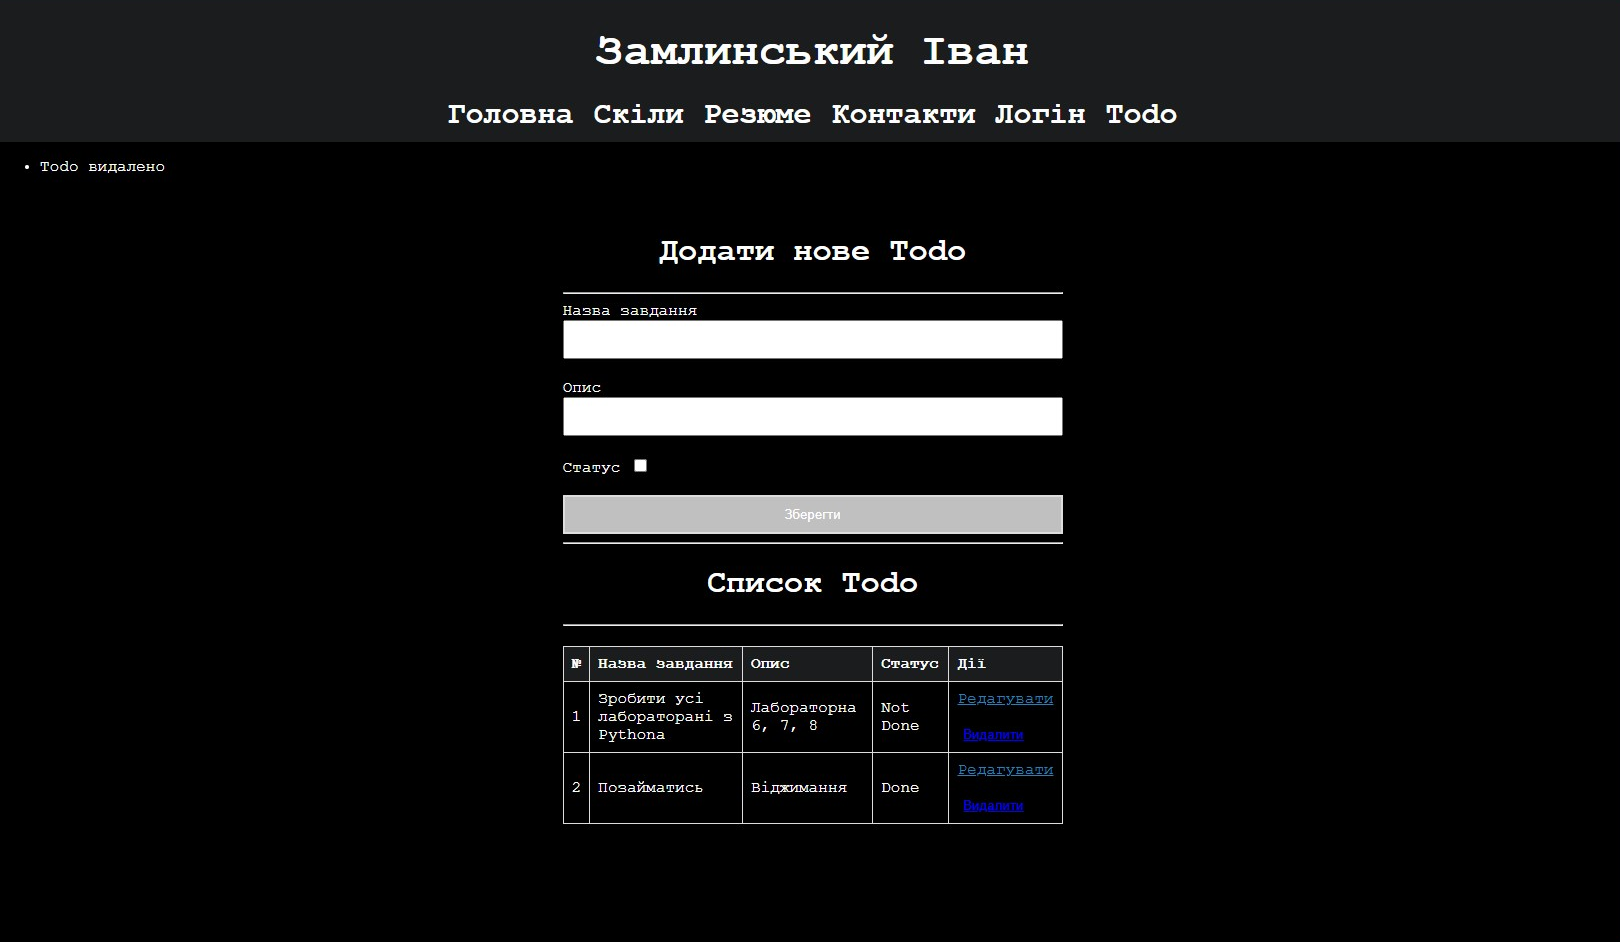 Замлинський Іван
Головна Скіли Резюме Контакти Логін Todo
Todo видалено
Додати нове Todo
Назва завдання
Опис
Статус
Зберегти
Список Todo
№ Назва завдання Опис Статус Дії
1 Зробити усі лабораторані з Pythona Лабораторна 6, 7, 8 Not Done Редагувати Видалити
2 Позайматись Віджимання Done Редагувати Видалити